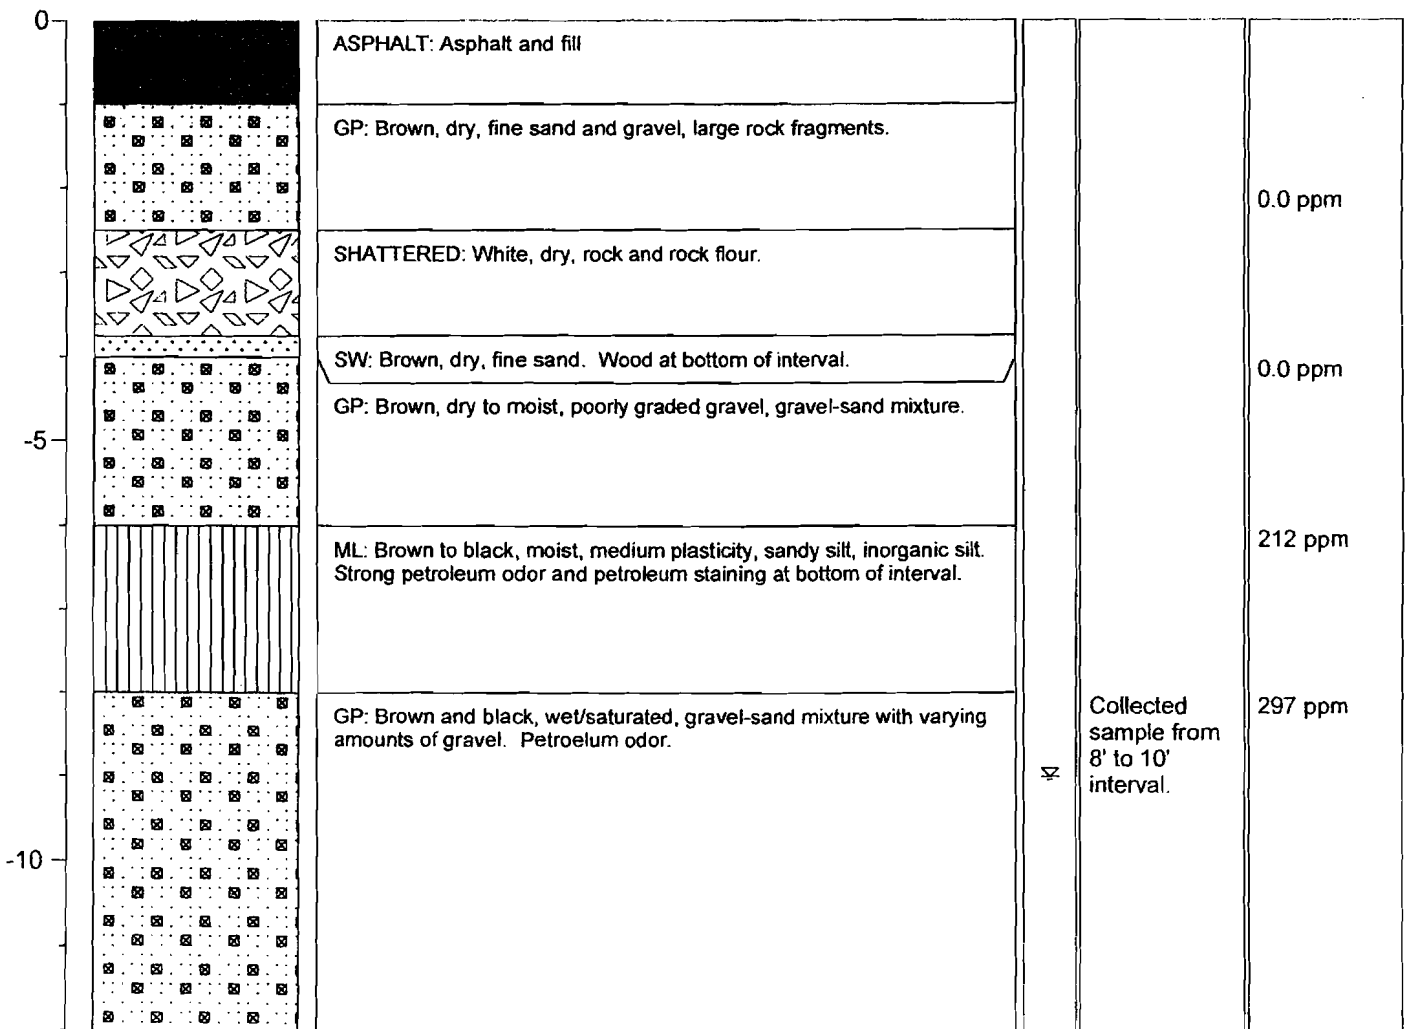 0
ASPHALT: Asphalt and fill
GP: Brown, dry, fine sand and gravel, large rock fragments.
0.0 ppm
SHATTERED: White, dry, rock and rock flour.
SW: Brown, dry, fine sand. Wood at bottom of interval.
0.0 ppm
GP: Brown, dry to moist, poorly graded gravel, gravel-sand mixture.
-5
ML: Brown to black, moist, medium plasticity, sandy silt, inorganic silt.
Strong petroleum odor and petroleum staining at bottom of interval.
212 ppm
GP: Brown and black, wet/saturated, gravel-sand mixture with varying
amounts of gravel. Petroelum odor.
Collected
sample from
8' to 10'
interval.
297 ppm
-10